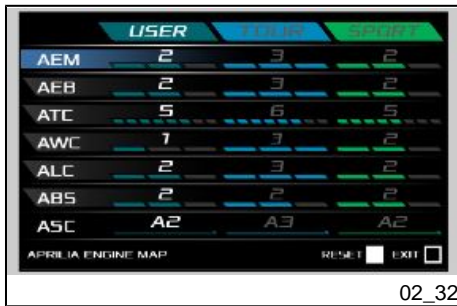 USER TOUR SPORT
AEM 2 3 2
AEB 2 3 2
ATC 5 6 5
AWC 1 3 2
ALC 2 3 2
ABS 2 2 2
ASC A2 A3 A2
APRILIA ENGINE MAP RESET EXIT
02_32